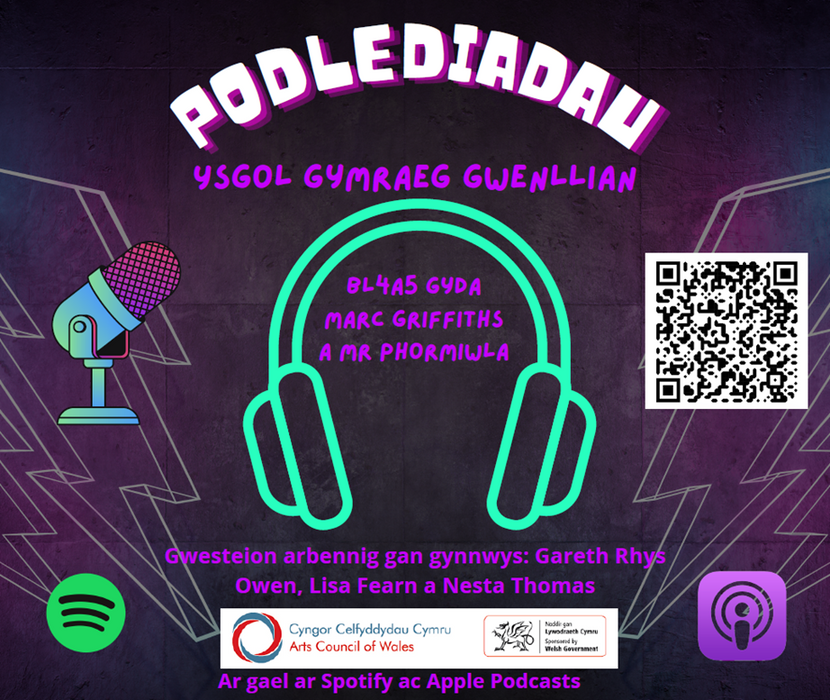 PODLEDIADAU
YSGOL GYMRAEG GWENLLIAN
BL4A5 GYDA
MARC GRIFFITHS
A MR PHORMIWLA
Gwesteion arbennig gan gynnwys: Gareth Rhys
Owen, Lisa Fearn a Nesta Thomas
Cyngor Celfyddydau Cymru
Arts Council of Wales
Noddir gan
Lywodraeth Cymru
Sponsored by
Welsh Government
Ar gael ar Spotify ac Apple Podcasts